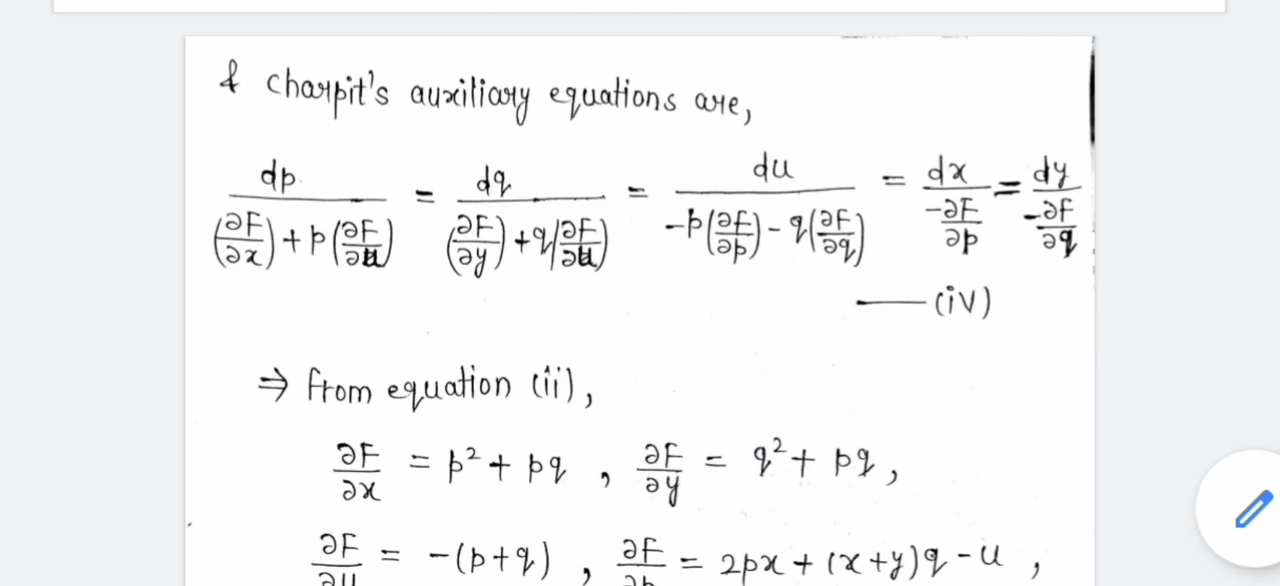 & charpit's auxiliary equations are,
dp/((∂F/∂x) + p(∂F/∂u)) = dq/((∂F/∂y) + q(∂F/∂u)) = du/(-p(∂F/∂p) - q(∂F/∂q)) = dx/(-∂F/∂p) = dy/(-∂F/∂q)
—— (iv)
⇒ from equation (ii),
∂F/∂x = p² + pq , ∂F/∂y = q² + pq ,
∂F/∂u = -(p+q) , ∂F/∂p = 2px + (x+y)q - u ,